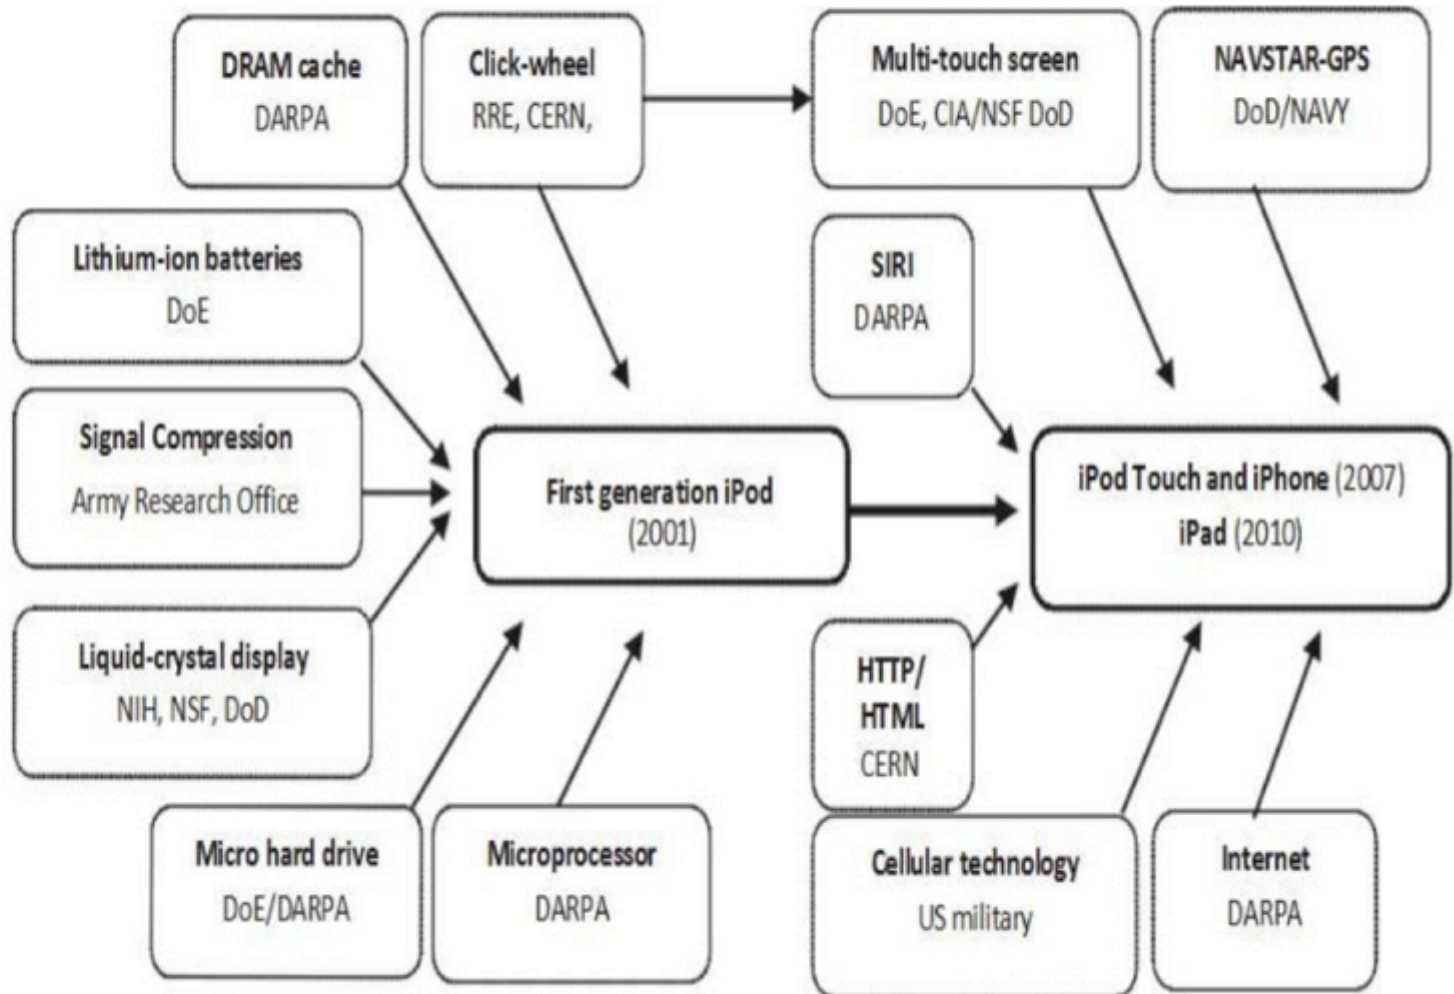 DRAM cache
DARPA
Click-wheel
RRE, CERN,
Multi-touch screen
DoE, CIA/NSF DoD
NAVSTAR-GPS
DoD/NAVY
Lithium-ion batteries
DoE
SIRI
DARPA
Signal Compression
Army Research Office
First generation iPod
(2001)
iPod Touch and iPhone (2007)
iPad (2010)
Liquid-crystal display
NIH, NSF, DoD
HTTP/
HTML
CERN
Micro hard drive
DoE/DARPA
Microprocessor
DARPA
Cellular technology
US military
Internet
DARPA